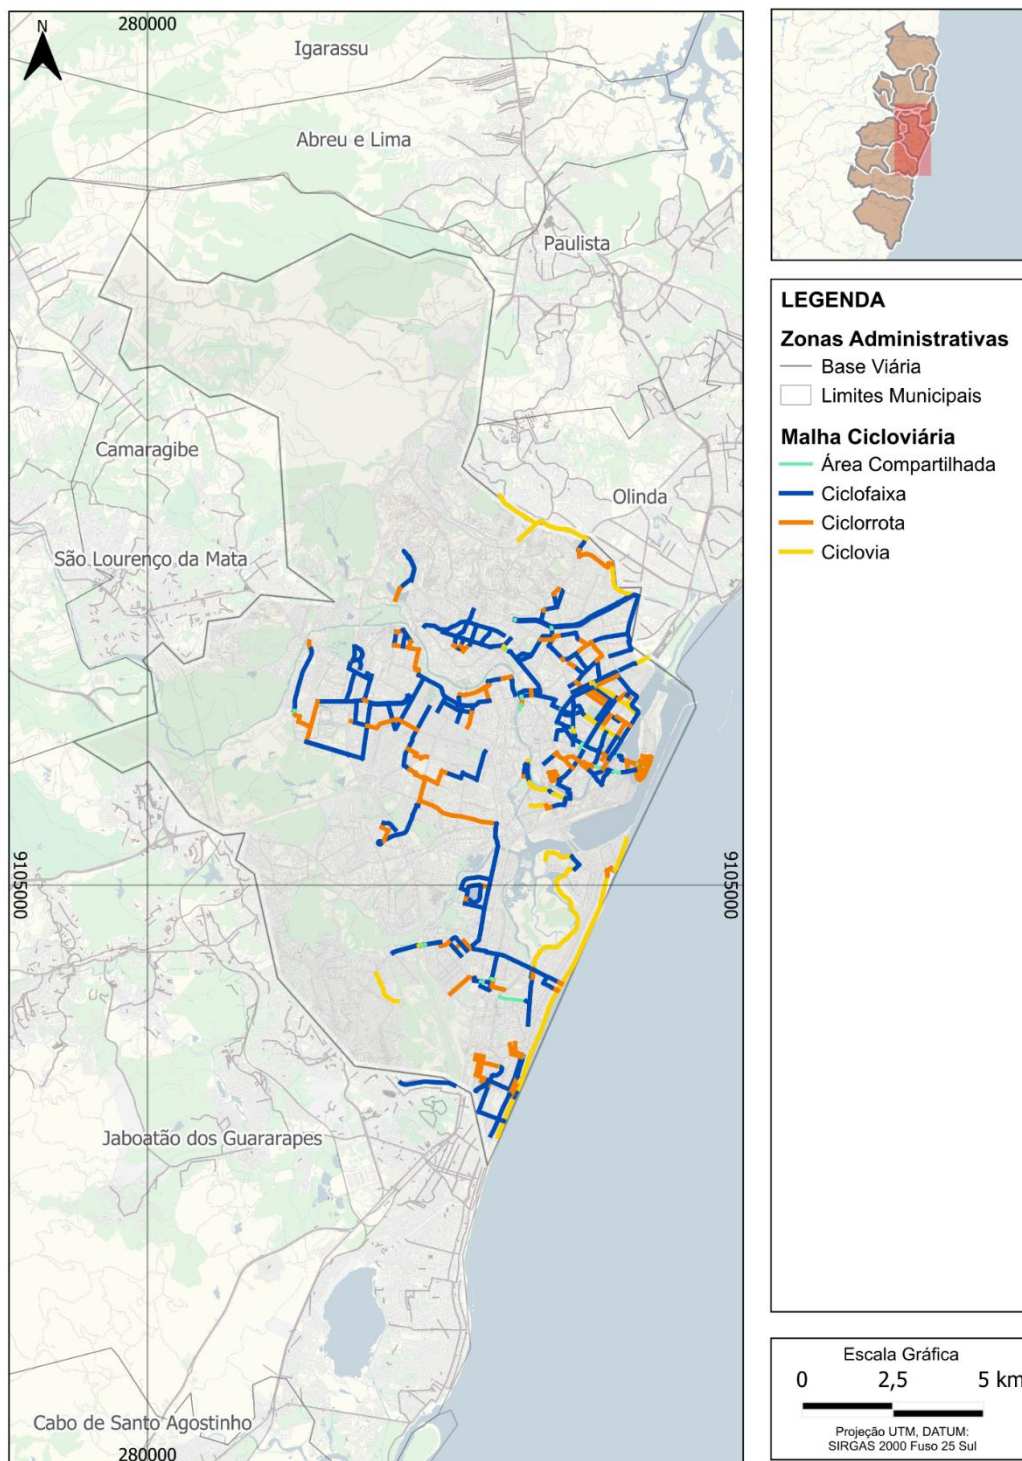 N
280000
Igarassu
Abreu e Lima
Paulista
Camaragibe
Olinda
São Lourenço da Mata
9105000
9105000
Jaboatão dos Guararapes
Cabo de Santo Agostinho
280000
LEGENDA
Zonas Administrativas
Base Viária
Limites Municipais
Malha Cicloviária
Área Compartilhada
Ciclofaixa
Ciclorrota
Ciclovia
Escala Gráfica
0 2,5 5 km
Projeção UTM, DATUM:
SIRGAS 2000 Fuso 25 Sul